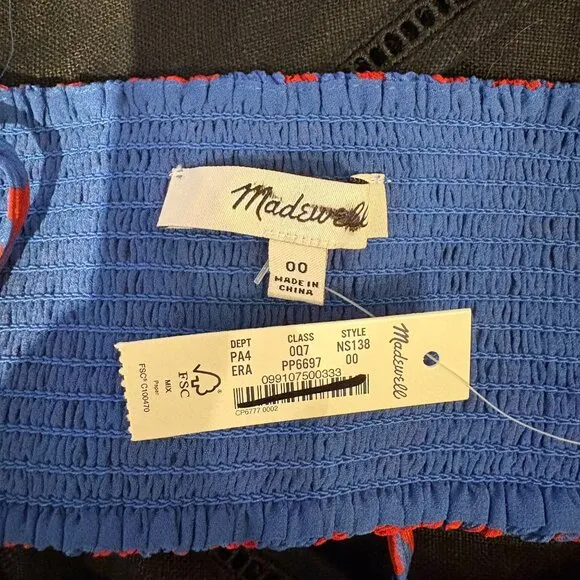 Madewell
00
MADE IN
CHINA
DEPT CLASS STYLE
PA4 0Q7 NS138
ERA PP6697 00
099107500333
CP6777 0002
Madewell
FSC
MIX
Paper
FSC® C100470